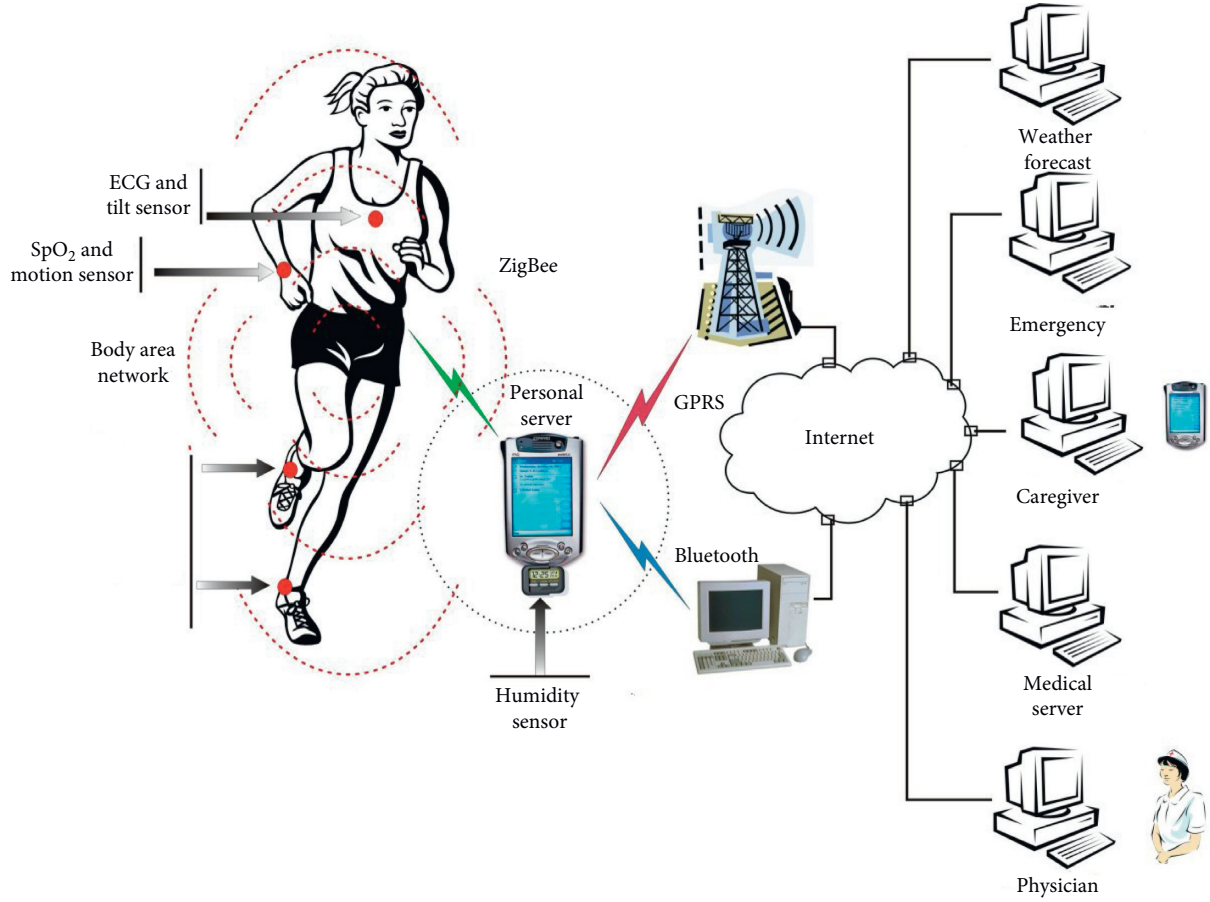 Weather
forecast
ECG and
tilt sensor
SpO₂ and
motion sensor
ZigBee
Emergency
Body area
network
Personal
server
GPRS
Internet
Caregiver
Bluetooth
Medical
server
Humidity
sensor
Physician